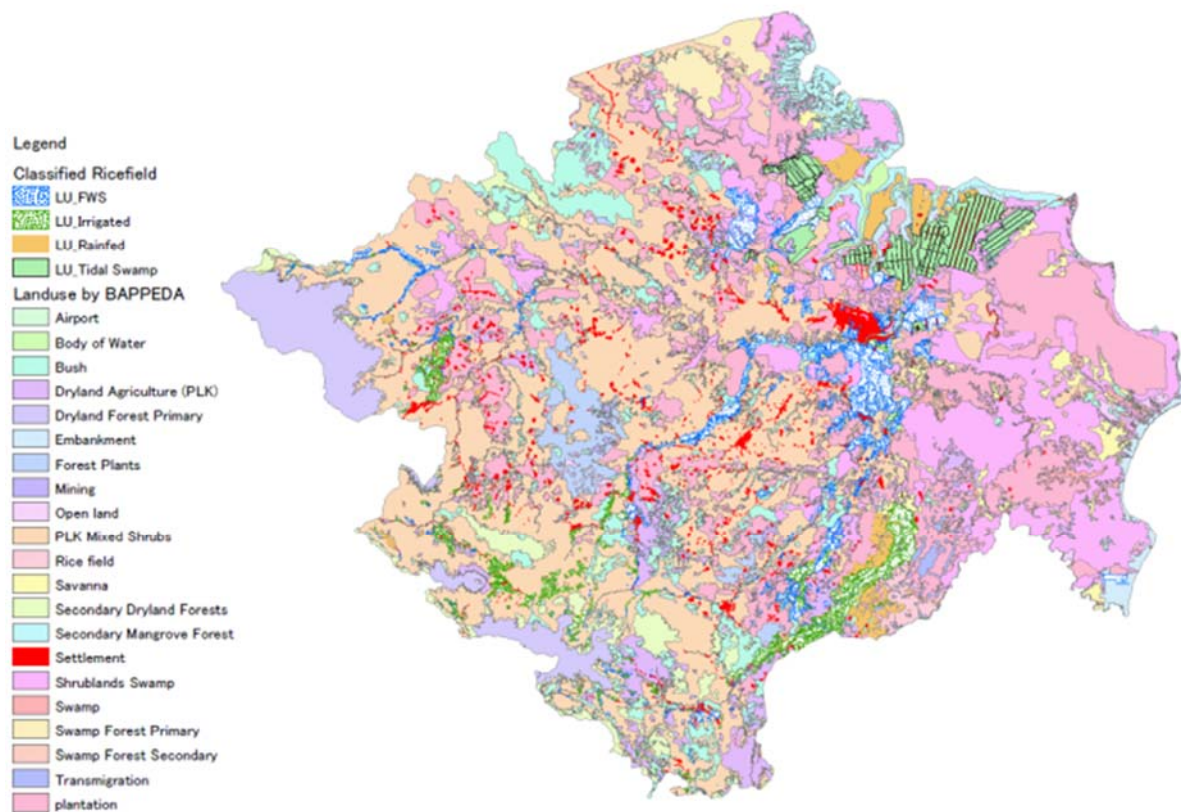 Legend
Classified Ricefield
LU_FWS
LU_Irrigated
LU_Rainfed
LU_Tidal Swamp
Landuse by BAPPEDA
Airport
Body of Water
Bush
Dryland Agriculture (PLK)
Dryland Forest Primary
Embankment
Forest Plants
Mining
Open land
PLK Mixed Shrubs
Rice field
Savanna
Secondary Dryland Forests
Secondary Mangrove Forest
Settlement
Shrublands Swamp
Swamp
Swamp Forest Primary
Swamp Forest Secondary
Transmigration
plantation